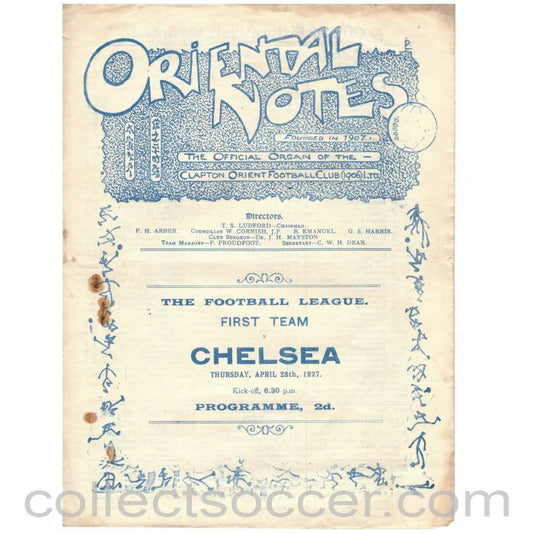 ORIENTAL
NOTES
FOUNDED IN 1907.
THE OFFICIAL ORGAN OF THE —
CLAPTON ORIENT FOOTBALL CLUB (1906) LTD
Directors.
T. S. LUDFORD—CHAIRMAN.
P. H. ARBER. COUNCILLOR W. CORNISH, J.P. B. EMANUEL. G. S. HARRIS.
CLUB SURGEON—DR. J. H. MAYSTON
TEAM MANAGER—P. PROUDFOOT. SECRETARY—C. W. H. DEAN.
THE FOOTBALL LEAGUE.
FIRST TEAM
v
CHELSEA
THURSDAY, APRIL 28th, 1927.
Kick-off, 6.30 p.m.
PROGRAMME, 2d.
collectsoccer.com